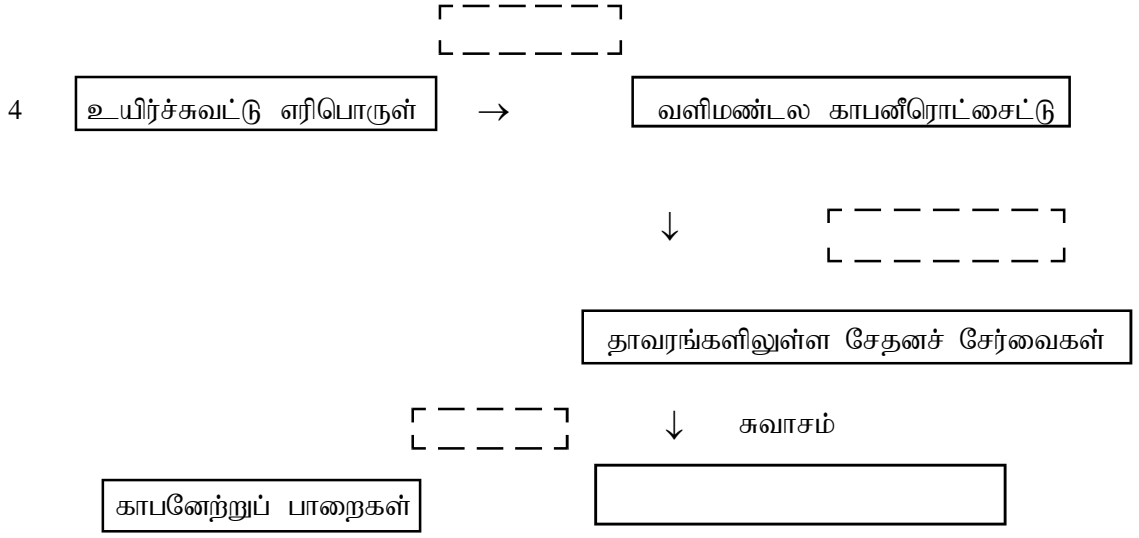 4 உயிர்ச்சுவட்டு எரிபொருள் → வளிமண்டல காபனீரொட்சைட்டு
↓
தாவரங்களிலுள்ள சேதனச் சேர்வைகள்
↓ சுவாசம்
காபனேற்றுப் பாறைகள்